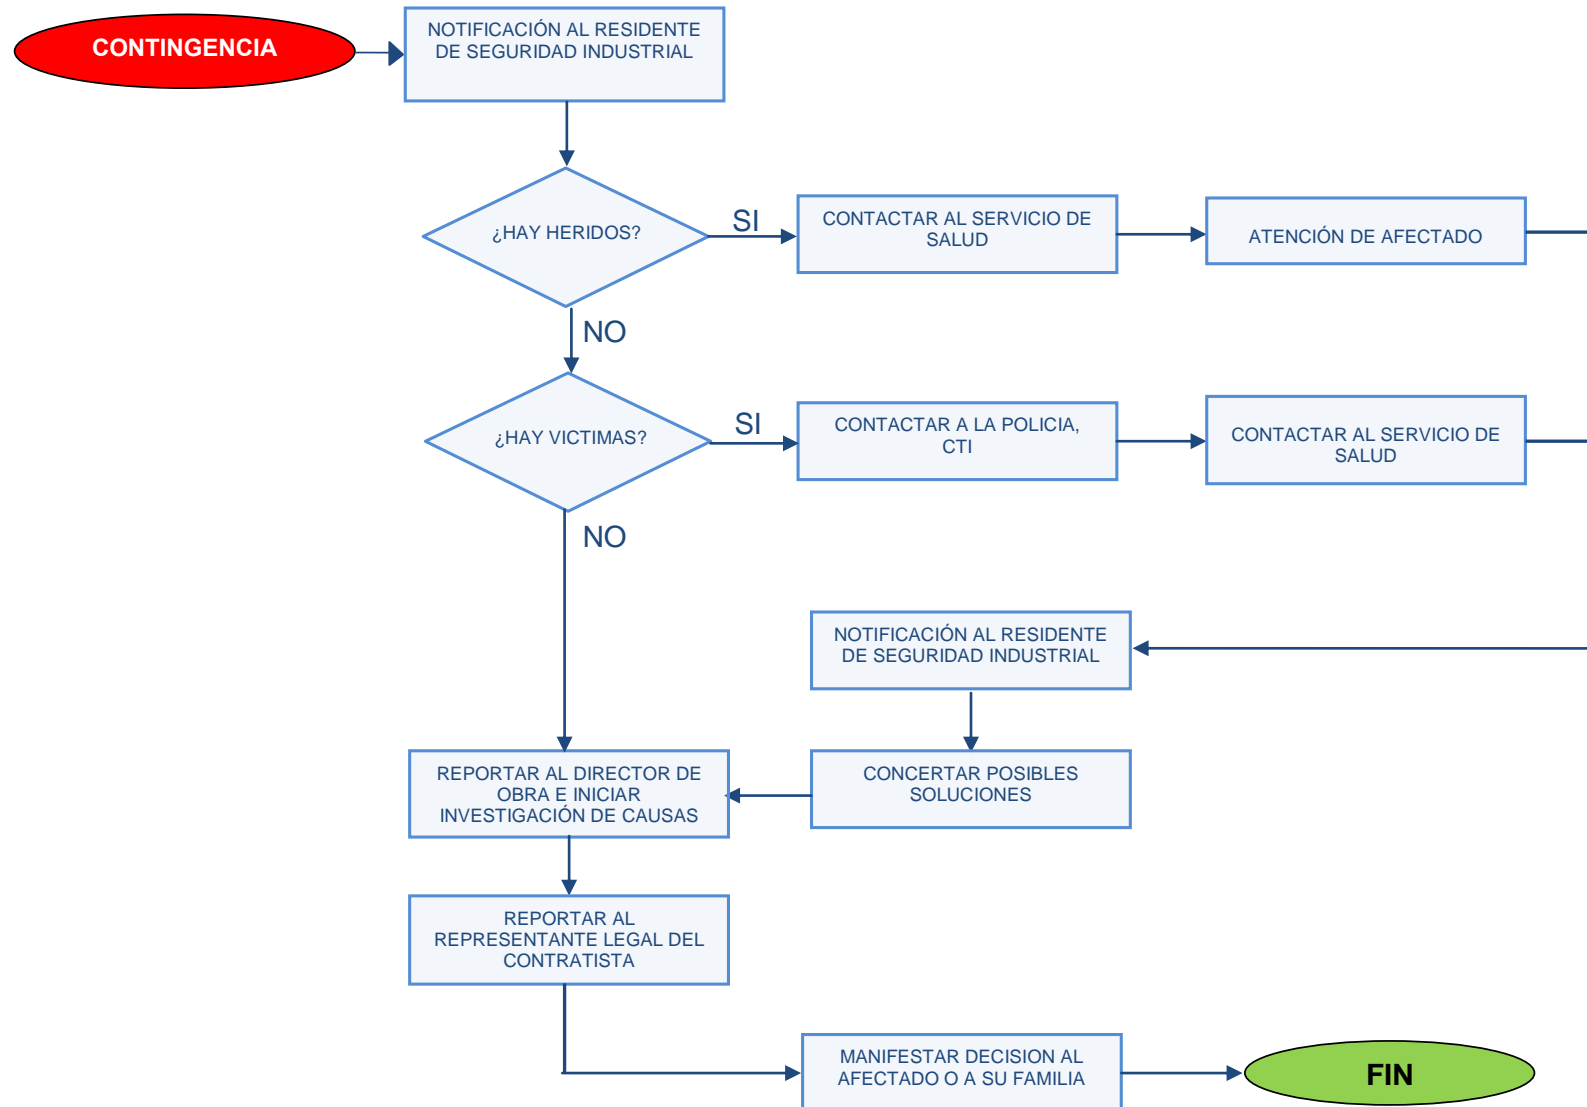 CONTINGENCIA
NOTIFICACIÓN AL RESIDENTE
DE SEGURIDAD INDUSTRIAL
¿HAY HERIDOS?
SI
CONTACTAR AL SERVICIO DE
SALUD
ATENCIÓN DE AFECTADO
NO
¿HAY VICTIMAS?
SI
CONTACTAR A LA POLICIA,
CTI
CONTACTAR AL SERVICIO DE
SALUD
NO
NOTIFICACIÓN AL RESIDENTE
DE SEGURIDAD INDUSTRIAL
REPORTAR AL DIRECTOR DE
OBRA E INICIAR
INVESTIGACIÓN DE CAUSAS
CONCERTAR POSIBLES
SOLUCIONES
REPORTAR AL
REPRESENTANTE LEGAL DEL
CONTRATISTA
MANIFESTAR DECISION AL
AFECTADO O A SU FAMILIA
FIN